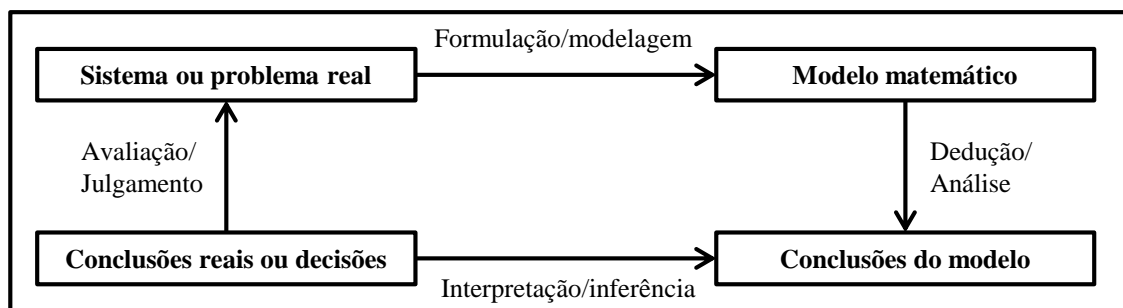 Formulação/modelagem
Sistema ou problema real
Modelo matemático
Avaliação/
Julgamento
Dedução/
Análise
Conclusões reais ou decisões
Conclusões do modelo
Interpretação/inferência